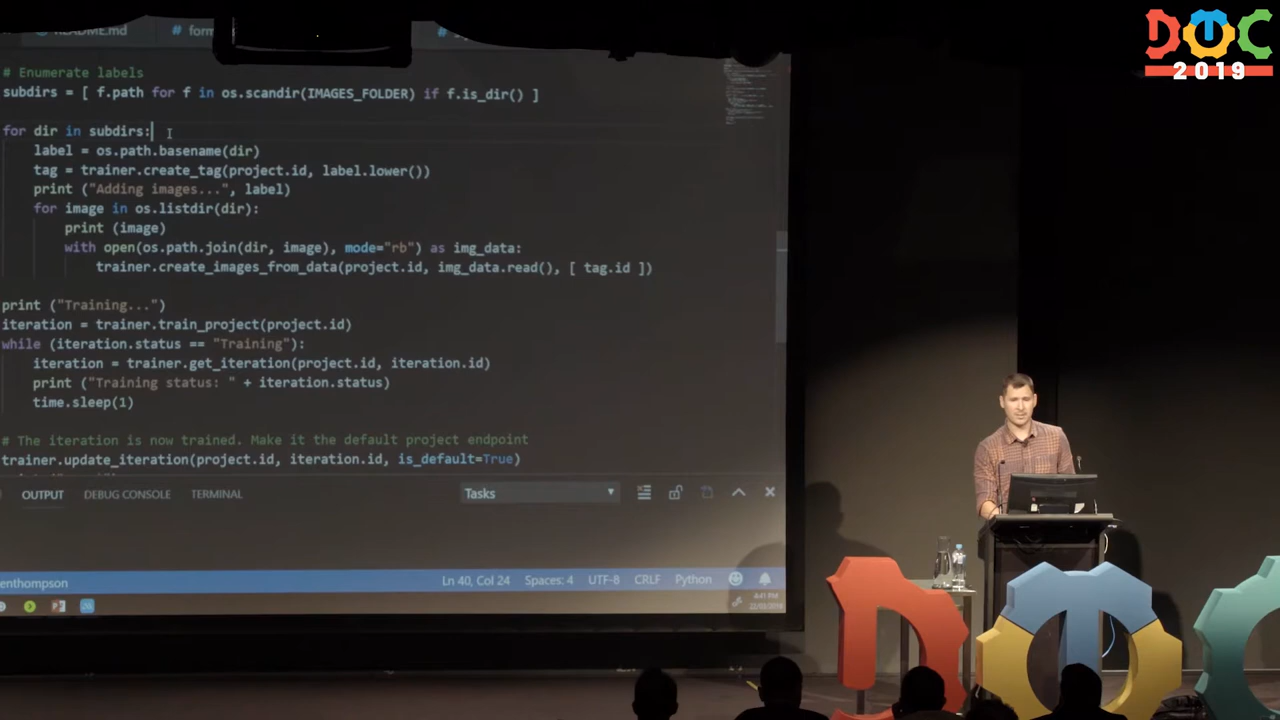 README.md
form
# Enumerate labels
subdirs = [ f.path for f in os.scandir(IMAGES_FOLDER) if f.is_dir() ]
for dir in subdirs:
label = os.path.basename(dir)
tag = trainer.create_tag(project.id, label.lower())
print ("Adding images...", label)
for image in os.listdir(dir):
print (image)
with open(os.path.join(dir, image), mode="rb") as img_data:
trainer.create_images_from_data(project.id, img_data.read(), [ tag.id ])
print ("Training...")
iteration = trainer.train_project(project.id)
while (iteration.status == "Training"):
iteration = trainer.get_iteration(project.id, iteration.id)
print ("Training status: " + iteration.status)
time.sleep(1)
# The iteration is now trained. Make it the default project endpoint
trainer.update_iteration(project.id, iteration.id, is_default=True)
OUTPUT DEBUG CONSOLE TERMINAL Tasks
enthompson Ln 40, Col 24 Spaces: 4 UTF-8 CRLF Python
DTC
2019
DTC